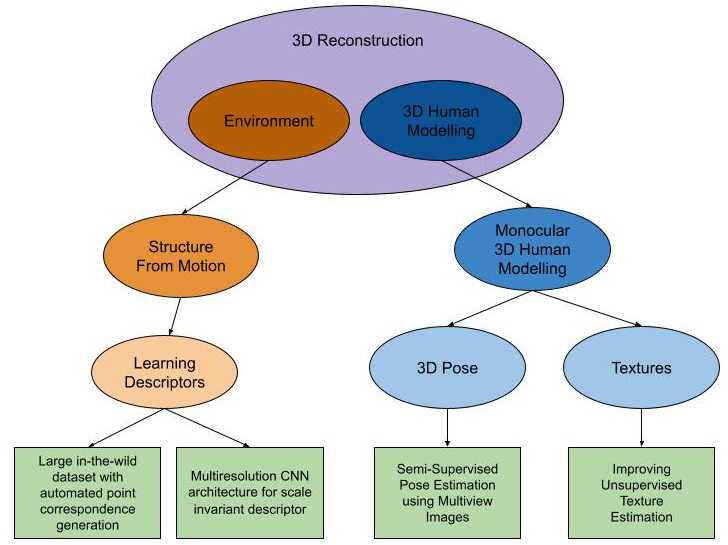 3D Reconstruction
Environment
3D Human
Modelling
Structure
From Motion
Monocular
3D Human
Modelling
Learning
Descriptors
3D Pose
Textures
Large in-the-wild
dataset with
automated point
correspondence
generation
Multiresolution CNN
architecture for scale
invariant descriptor
Semi-Supervised
Pose Estimation
using Multiview
Images
Improving
Unsupervised
Texture
Estimation